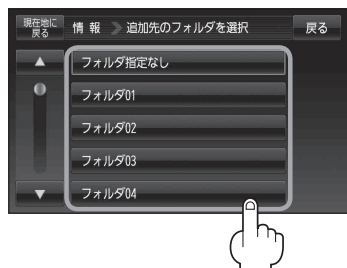 現在地に
戻る
情 報 追加先のフォルダを選択
戻る
▲
フォルダ指定なし
フォルダ01
フォルダ02
フォルダ03
▼
フォルダ04